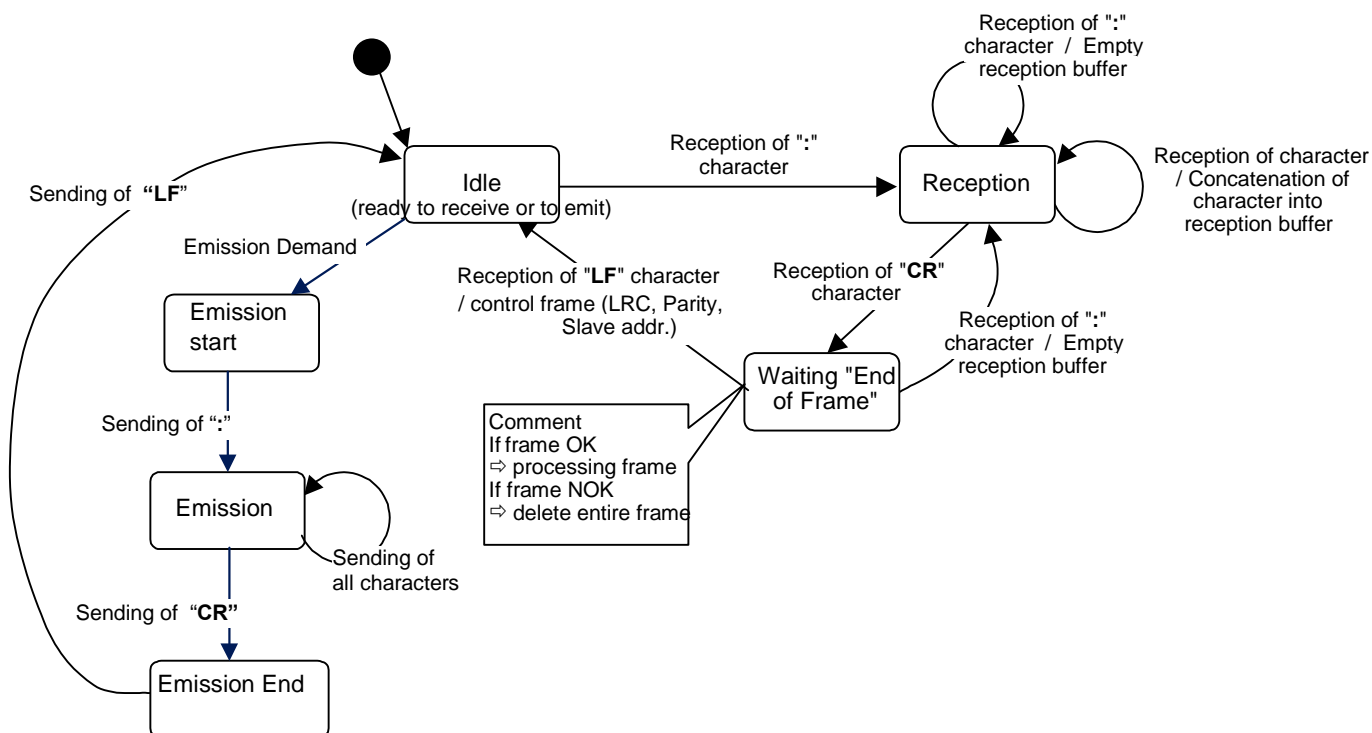 Reception of ":"
character / Empty
reception buffer
Reception of ":"
character
Reception of character
/ Concatenation of
character into
reception buffer
Idle
(ready to receive or to emit)
Reception
Sending of “LF”
Emission Demand
Reception of "LF" character
/ control frame (LRC, Parity,
Slave addr.)
Reception of "CR"
character
Reception of ":"
character / Empty
reception buffer
Emission
start
Waiting "End
of Frame"
Sending of “:”
Comment
If frame OK
⇨ processing frame
If frame NOK
⇨ delete entire frame
Emission
Sending of
all characters
Sending of “CR”
Emission End